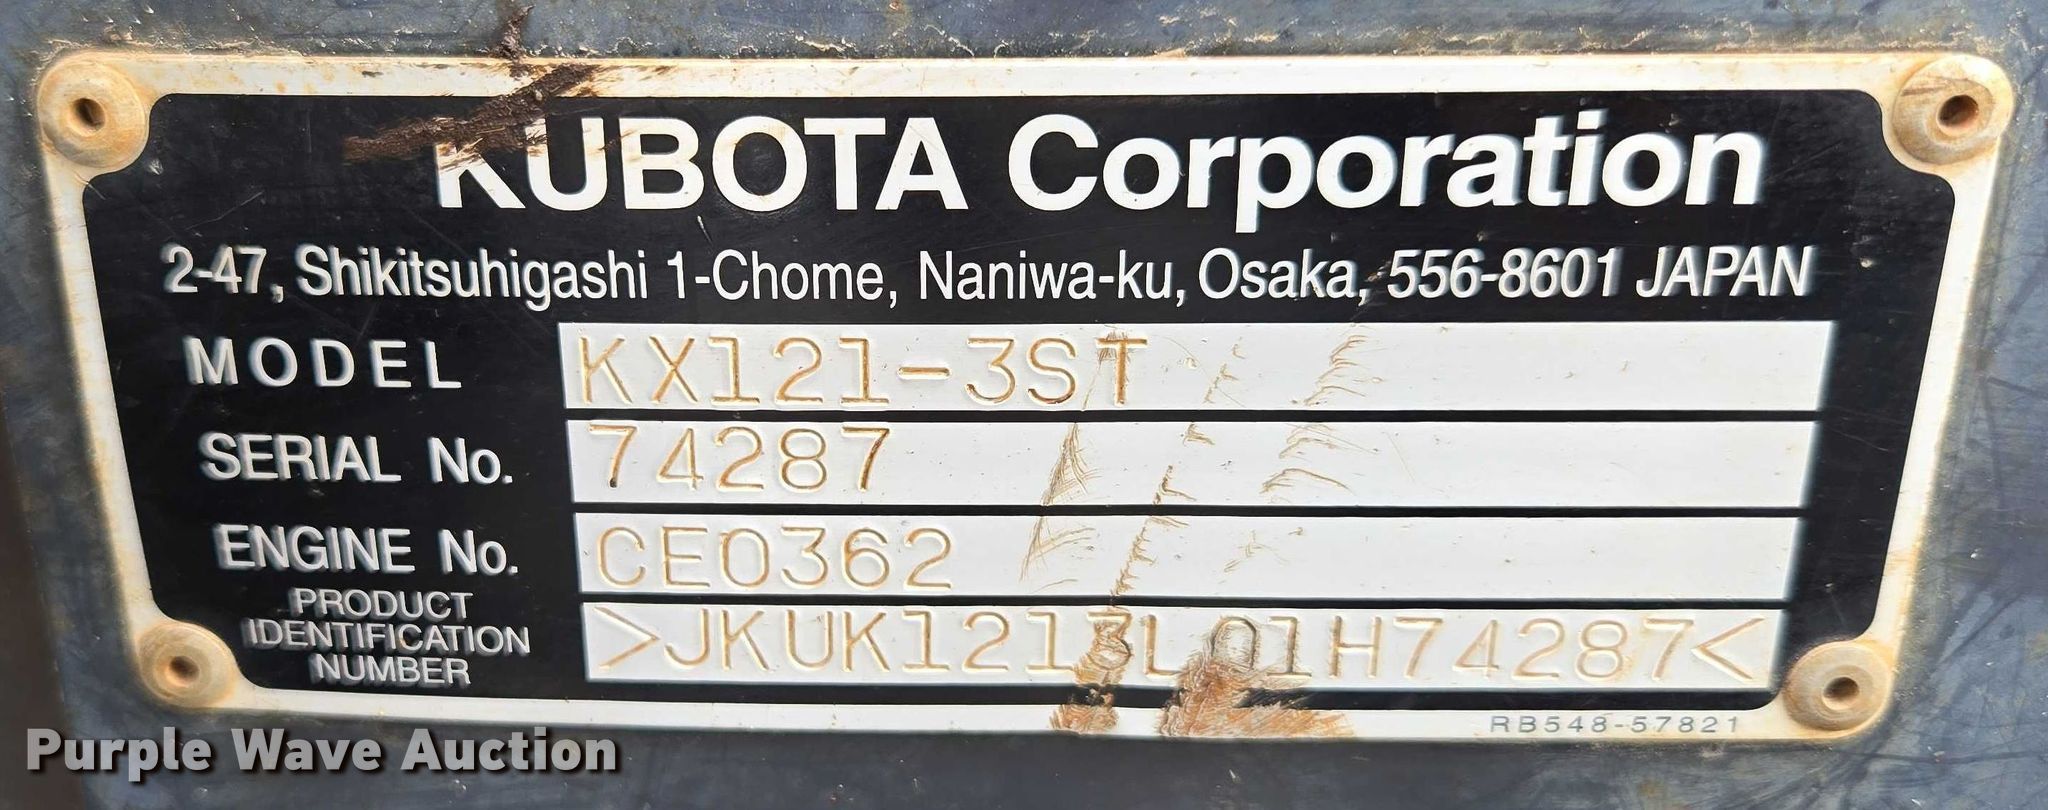 KUBOTA Corporation
2-47, Shikitsuhigashi 1-Chome, Naniwa-ku, Osaka, 556-8601 JAPAN
MODEL KX121-3ST
SERIAL No. 74287
ENGINE No. CE0362
PRODUCT
IDENTIFICATION
NUMBER
>JKUK1213L01H74287<
RB548-57821
Purple Wave Auction